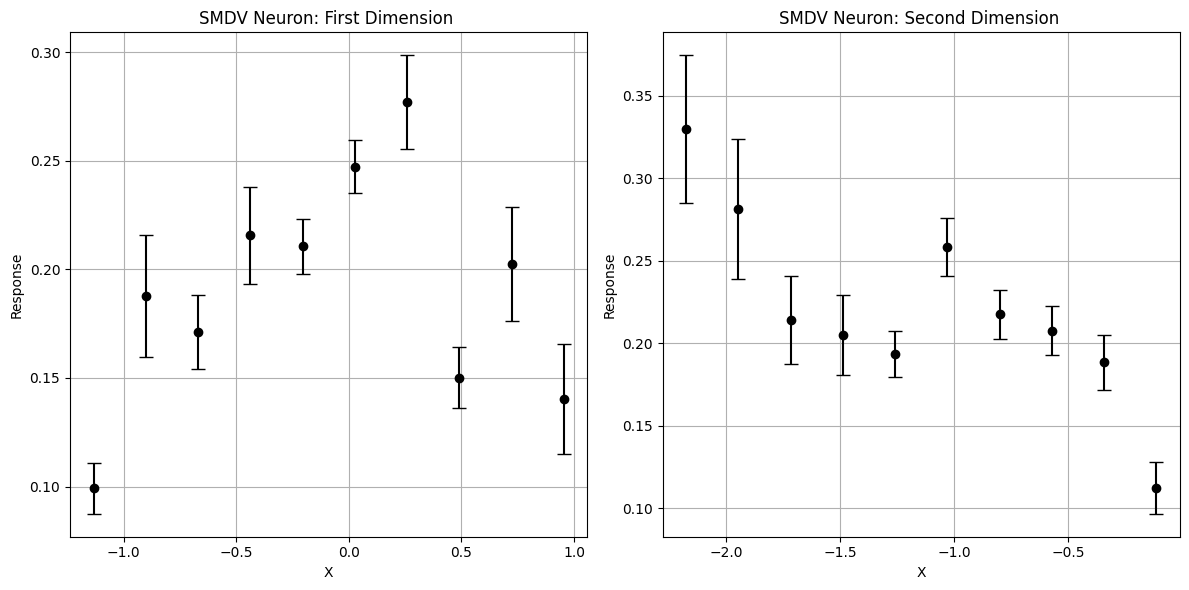 SMDV Neuron: First Dimension
0.30
0.25
0.20
0.15
0.10
Response
−1.0 −0.5 0.0 0.5 1.0
X
SMDV Neuron: Second Dimension
0.35
0.30
0.25
0.20
0.15
0.10
Response
−2.0 −1.5 −1.0 −0.5
X